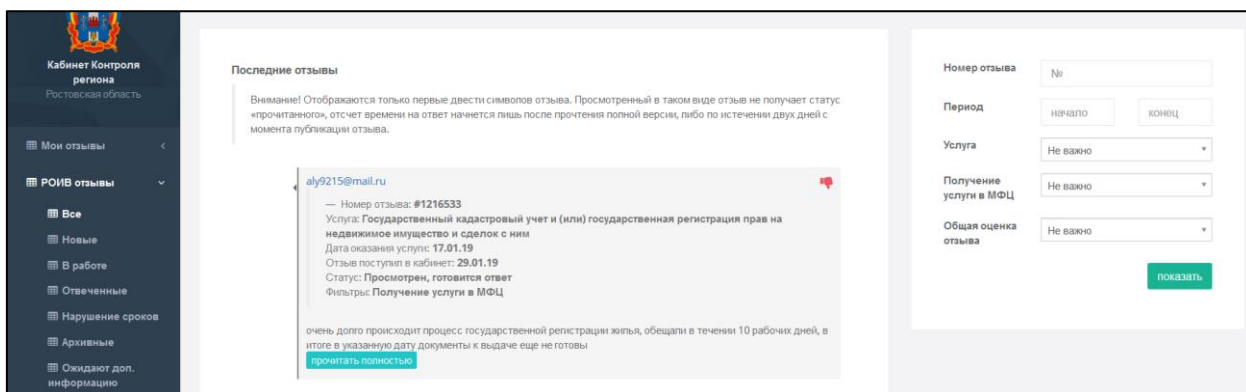 Кабинет Контроля
региона
Ростовская область
Мои отзывы
РОИВ отзывы
Все
Новые
В работе
Отвеченные
Нарушение сроков
Архивные
Ожидают доп.
информацию
Последние отзывы
Внимание! Отображаются только первые двести символов отзыва. Просмотренный в таком виде отзыв не получает статус
«прочитанного», отсчет времени на ответ начнется лишь после прочтения полной версии, либо по истечении двух дней с
момента публикации отзыва.
aly9215@mail.ru
— Номер отзыва: #1216533
Услуга: Государственный кадастровый учет и (или) государственная регистрация прав на
недвижимое имущество и сделок с ним
Дата оказания услуги: 17.01.19
Отзыв поступил в кабинет: 29.01.19
Статус: Просмотрен, готовится ответ
Фильтры: Получение услуги в МФЦ
очень долго происходит процесс государственной регистрации жилья, обещали в течении 10 рабочих дней, в
итоге в указанную дату документы к выдаче еще не готовы
прочитать полностью
Номер отзыва №
Период начало конец
Услуга Не важно
Получение
услуги в МФЦ Не важно
Общая оценка
отзыва Не важно
показать